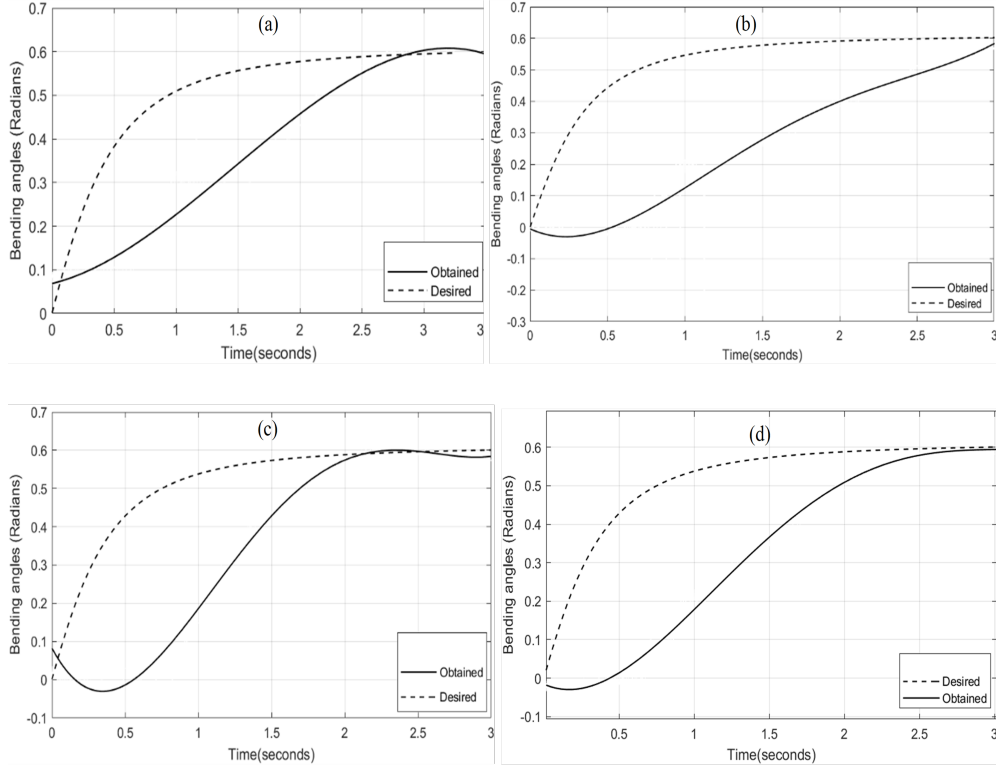 (a)
0.7
0.6
0.5
0.4
0.3
0.2
0.1
0
Bending angles (Radians)
Obtained
Desired
0 0.5 1 1.5 2 2.5 3 3
Time(seconds)
(b)
0.7
0.6
0.5
0.4
0.3
0.2
0.1
0
-0.1
-0.2
-0.3
Bending angles (Radians)
Obtained
Desired
0 0.5 1 1.5 2 2.5 3
Time(seconds)
(c)
0.7
0.6
0.5
0.4
0.3
0.2
0.1
0
-0.1
Bending angles (Radians)
Obtained
Desired
0 0.5 1 1.5 2 2.5 3
Time(seconds)
(d)
0.6
0.5
0.4
0.3
0.2
0.1
0
-0.1
Bending angles (Radians)
Desired
Obtained
0.5 1 1.5 2 2.5 3
Time(seconds)